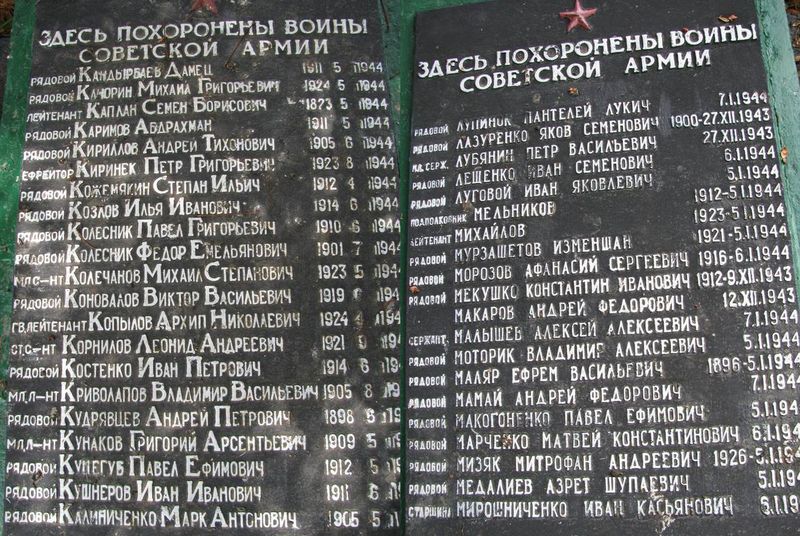 ЗДЕСЬ ПОХОРОНЕНЫ ВОИНЫ
СОВЕТСКОЙ АРМИИ
РЯДОВОЙ КАНДЫРБАЕВ ДАМЕЦ 1911 5 I 1944
РЯДОВОЙ КАЧОРИН МИХАИЛ ГРИГОРЬЕВИЧ 1924 5 I 1944
ЛЕЙТЕНАНТ КАПЛАН СЕМЕН БОРИСОВИЧ 1873 5 I 1944
РЯДОВОЙ КАРИМОВ АБДРАХМАН 1911 5 I 1944
РЯДОВОЙ КИРИЛЛОВ АНДРЕЙ ТИХОНОВИЧ 1905 6 I 1944
ЕФРЕЙТОР КИРИНЕК ПЕТР ГРИГОРЬЕВИЧ 1923 8 I 1944
РЯДОВОЙ КОЖЕМЯКИН СТЕПАН ИЛЬИЧ 1912 4 I 1944
РЯДОВОЙ КОЗЛОВ ИЛЬЯ ИВАНОВИЧ 1914 6 I 1944
РЯДОВОЙ КОЛЕСНИК ПАВЕЛ ГРИГОРЬЕВИЧ 1910 6 I 1944
РЯДОВОЙ КОЛЕСНИК ФЕДОР ЕМЕЛЬЯНОВИЧ 1901 7 I 1944
МЛ С-НТ КОЛЕЧАНОВ МИХАИЛ СТЕПАНОВИЧ 1923 5 I 1944
РЯДОВОЙ КОНОВАЛОВ ВИКТОР ВАСИЛЬЕВИЧ 1919 I 1944
ГВ.ЛЕЙТЕНАНТ КОПЫЛОВ АРХИП НИКОЛАЕВИЧ 1924 I 1944
СТ.С-НТ КОРНИЛОВ ЛЕОНИД АНДРЕЕВИЧ 1921 I 1944
РЯДОВОЙ КОСТЕНКО ИВАН ПЕТРОВИЧ 1914 6 I
МЛ.Л-НТ КРИВОЛАПОВ ВЛАДИМИР ВАСИЛЬЕВИЧ 1905 8 I
РЯДОВОЙ КУДРЯВЦЕВ АНДРЕЙ ПЕТРОВИЧ 1898 6 I
МЛ.Л-НТ КУНАКОВ ГРИГОРИЙ АРСЕНТЬЕВИЧ 1909 5 I
РЯДОВОЙ КУНЕГУБ ПАВЕЛ ЕФИМОВИЧ 1912 5 I
РЯДОВОЙ КУШНЕРОВ ИВАН ИВАНОВИЧ 1911 6 I
РЯДОВОЙ КАЛИНИЧЕНКО МАРК АНТОНОВИЧ 1905 5
ЗДЕСЬ ПОХОРОНЕНЫ ВОИНЫ
СОВЕТСКОЙ АРМИИ
РЯДОВОЙ ЛУПИНОК ПАНТЕЛЕЙ ЛУКИЧ 7.I.1944
РЯДОВОЙ ЛАЗУРЕНКО ЯКОВ СЕМЕНОВИЧ 1900-27.XII.1943
МЛ.СЕРЖ. ЛУБЯНИН ПЕТР ВАСИЛЬЕВИЧ 27.XII.1943
РЯДОВОЙ ЛЕЩЕНКО ИВАН СЕМЕНОВИЧ 6.I.1944
РЯДОВОЙ ЛУГОВОЙ ИВАН ЯКОВЛЕВИЧ 5.I.1944
ПОДПОЛКОВНИК МЕЛЬНИКОВ 1912-5.I.1944
ЛЕЙТЕНАНТ МИХАЙЛОВ 1923-5.I.1944
РЯДОВОЙ МУРЗАШЕТОВ ИЗМЕНШАН 1921-5.I.1944
РЯДОВОЙ МОРОЗОВ АФАНАСИЙ СЕРГЕЕВИЧ 1916-6.I.1944
РЯДОВОЙ МЕКУШКО КОНСТАНТИН ИВАНОВИЧ 1912-9.XII.1943
МАКАРОВ АНДРЕЙ ФЕДОРОВИЧ 12.XII.1943
СЕРЖАНТ МАЛЫШЕВ АЛЕКСЕЙ АЛЕКСЕЕВИЧ 7.I.1944
РЯДОВОЙ МОТОРИК ВЛАДИМИР АЛЕКСЕЕВИЧ 5.I.1944
РЯДОВОЙ МАЛЯР ЕФРЕМ ВАСИЛЬЕВИЧ 1896-5.I.1944
РЯДОВОЙ МАМАЙ АНДРЕЙ ФЕДОРОВИЧ 7.I.1944
РЯДОВОЙ МАКОГОНЕНКО ПАВЕЛ ЕФИМОВИЧ 5.I.194
РЯДОВОЙ МАРЧЕНКО МАТВЕЙ КОНСТАНТИНОВИЧ 6.I.194
РЯДОВОЙ МИЗЯК МИТРОФАН АНДРЕЕВИЧ 1926-5.I.194
РЯДОВОЙ МЕДАЛИЕВ АЗРЕТ ШУПАЕВИЧ 5.I.194
СТАРШИНА МИРОШНИЧЕНКО ИВАН КАСЬЯНОВИЧ 6.I.19